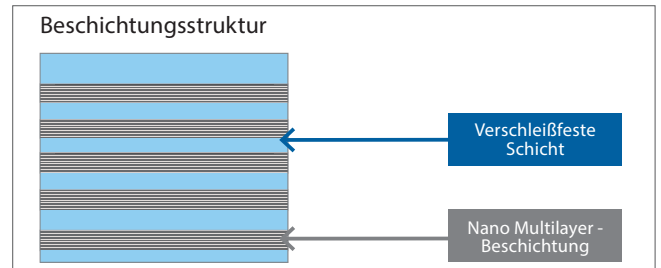 Beschichtungsstruktur
Verschleißfeste
Schicht
Nano Multilayer -
Beschichtung